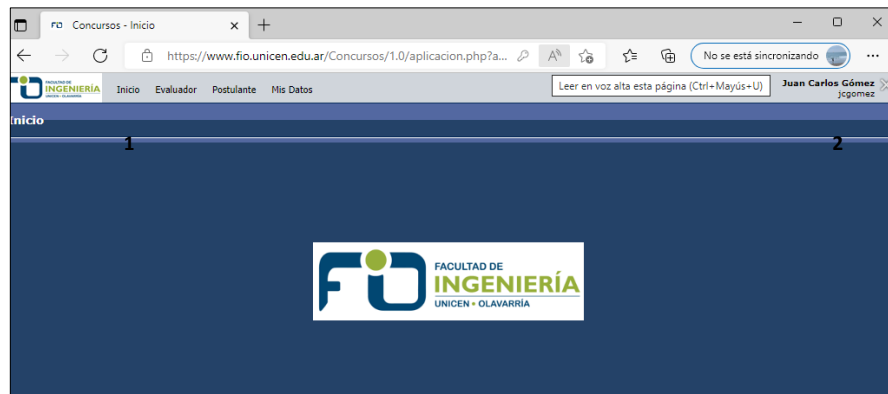 FIO Concursos - Inicio
https://www.fio.unicen.edu.ar/Concursos/1.0/aplicacion.php?a... A No se está sincronizando
FACULTAD DE
INGENIERÍA
UNICEN - OLAVARRÍA
Inicio Evaluador Postulante Mis Datos
Leer en voz alta esta página (Ctrl+Mayús+U)
Juan Carlos Gómez
jcgomez
Inicio
1 2
FIO
FACULTAD DE
INGENIERÍA
UNICEN • OLAVARRÍA